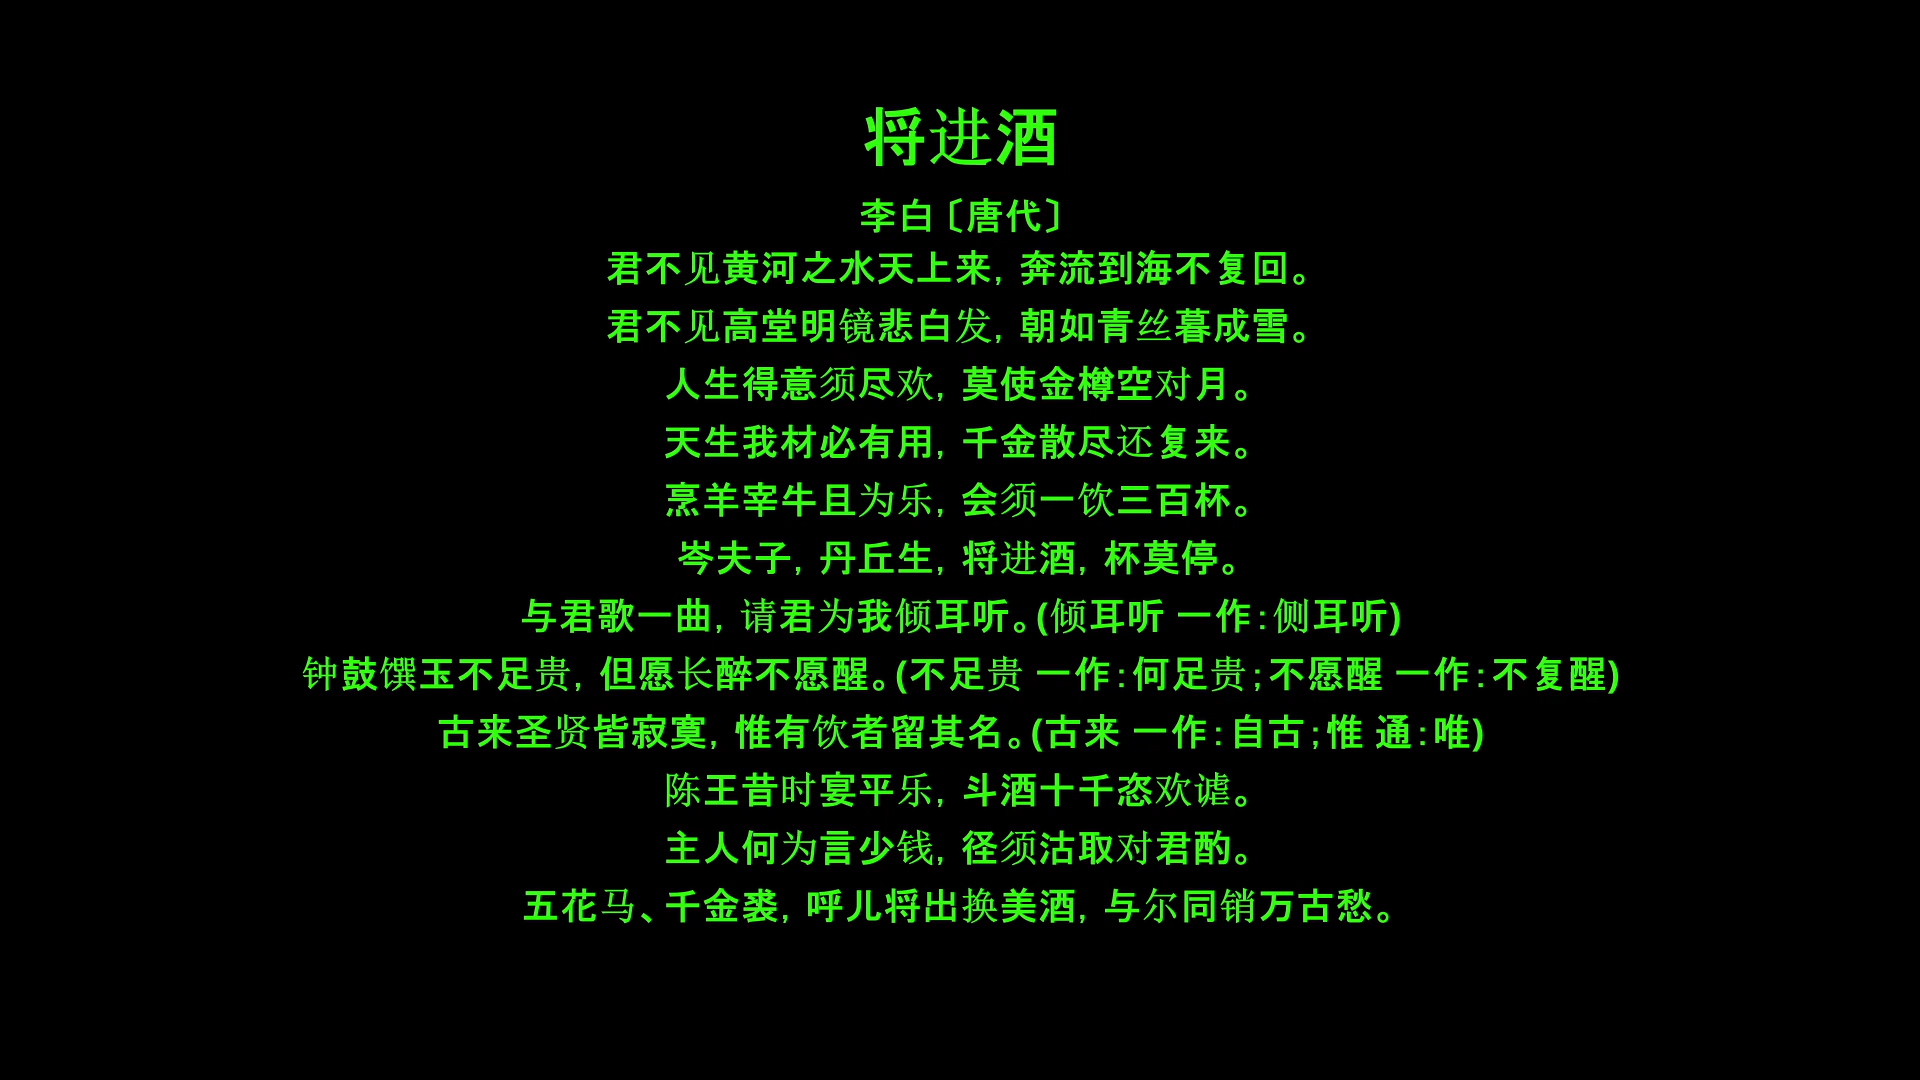 将进酒
李白〔唐代〕
君不见黄河之水天上来，奔流到海不复回。
君不见高堂明镜悲白发，朝如青丝暮成雪。
人生得意须尽欢，莫使金樽空对月。
天生我材必有用，千金散尽还复来。
烹羊宰牛且为乐，会须一饮三百杯。
岑夫子，丹丘生，将进酒，杯莫停。
与君歌一曲，请君为我倾耳听。(倾耳听 一作：侧耳听)
钟鼓馔玉不足贵，但愿长醉不愿醒。(不足贵 一作：何足贵；不愿醒 一作：不复醒)
古来圣贤皆寂寞，惟有饮者留其名。(古来 一作：自古；惟 通：唯)
陈王昔时宴平乐，斗酒十千恣欢谑。
主人何为言少钱，径须沽取对君酌。
五花马、千金裘，呼儿将出换美酒，与尔同销万古愁。